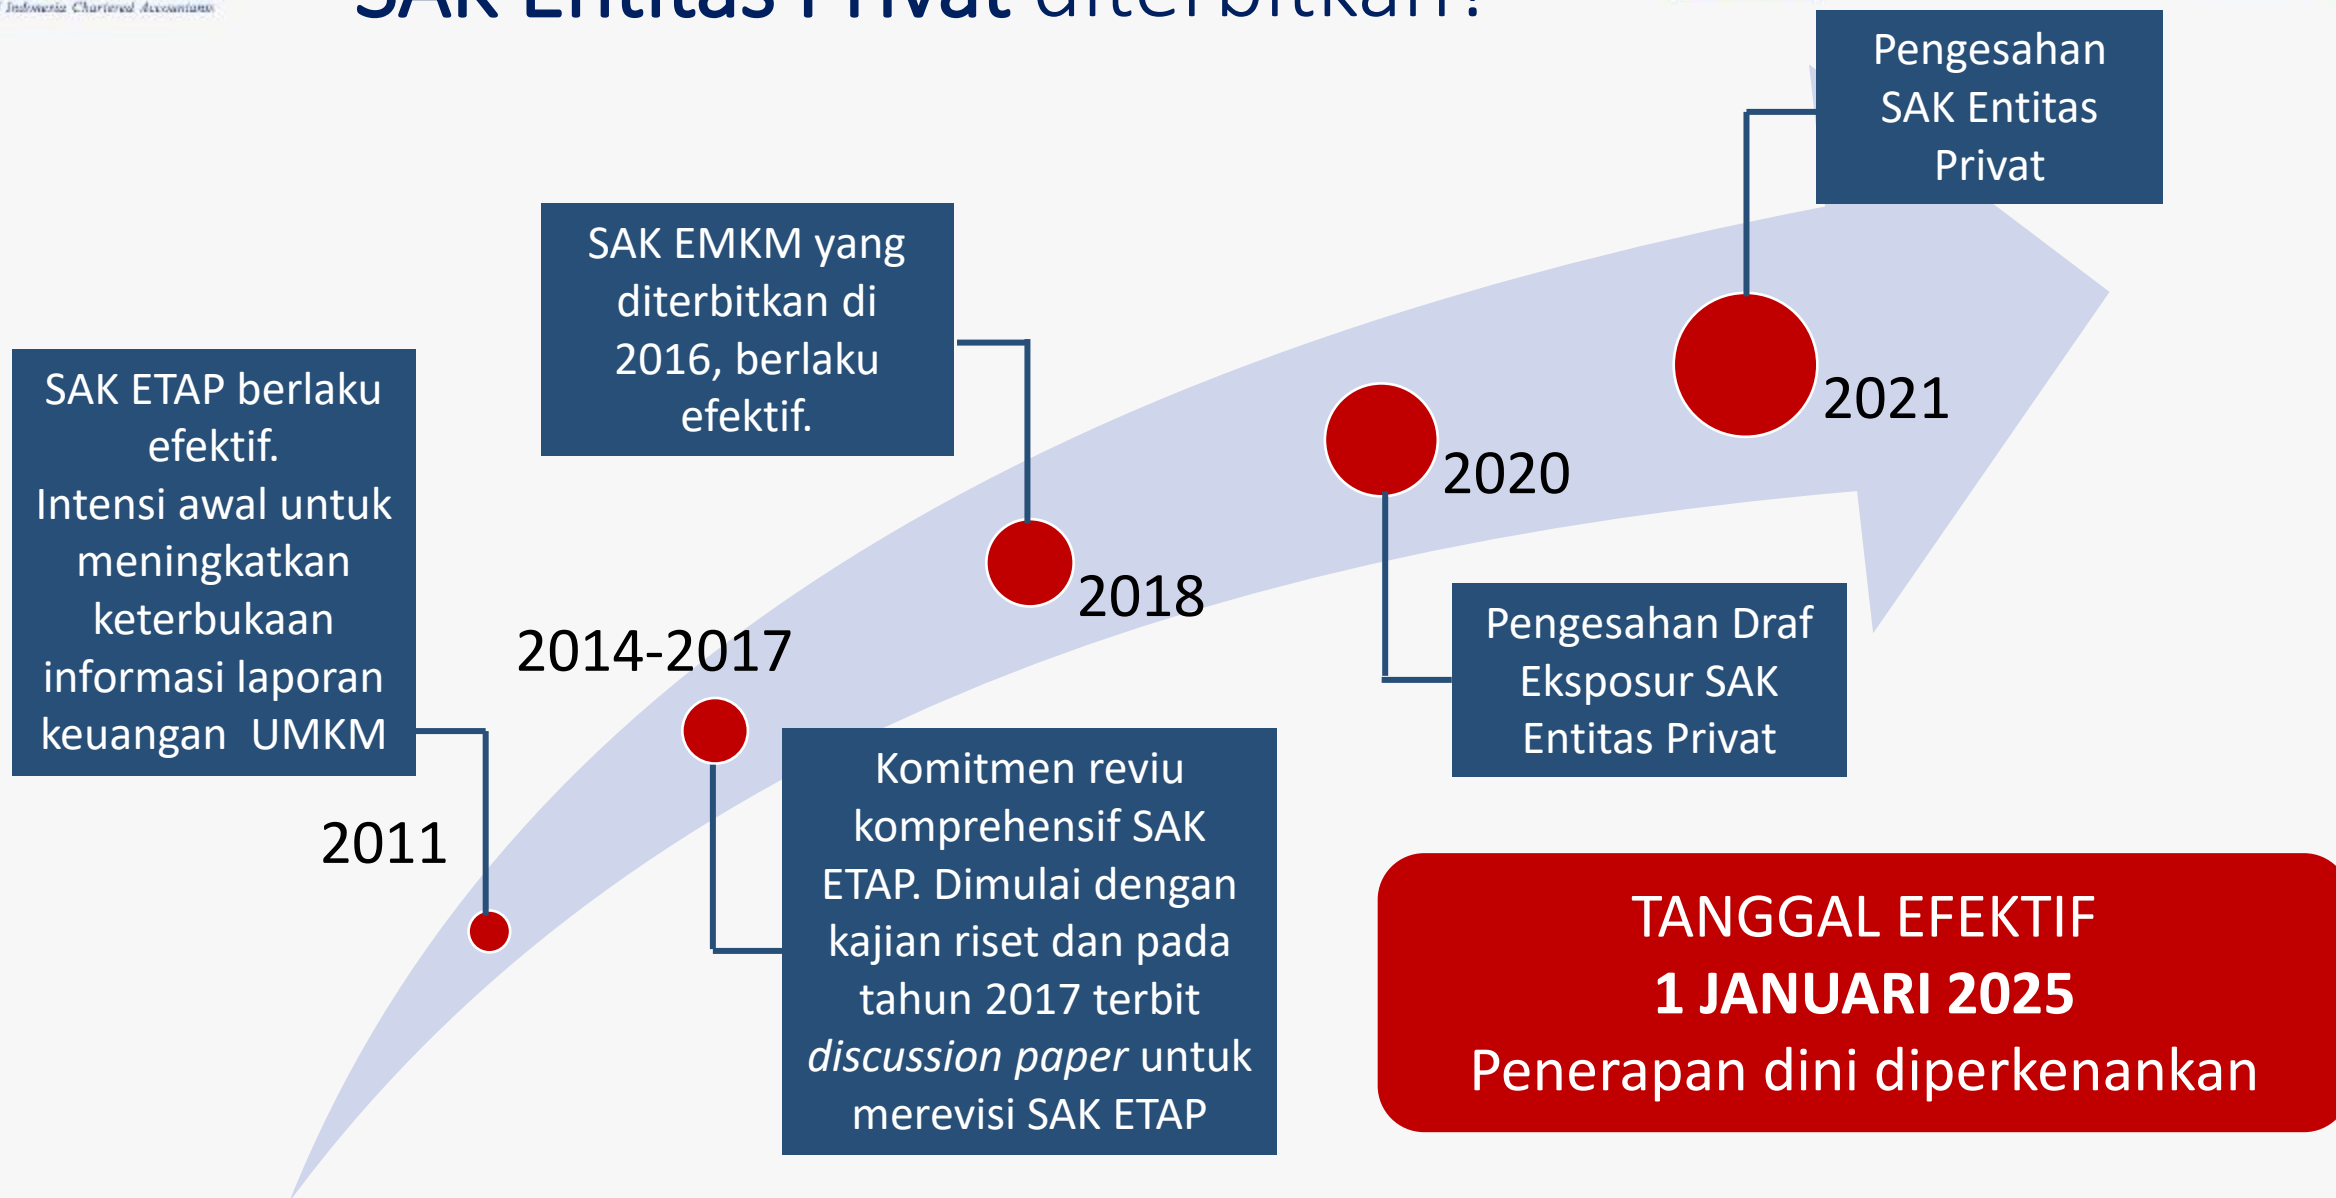 Indonesia Chartered Accountants
SAK Entitas Privat diterbitkan?
Pengesahan
SAK Entitas
Privat
SAK EMKM yang
diterbitkan di
2016, berlaku
efektif.
SAK ETAP berlaku
efektif.
Intensi awal untuk
meningkatkan
keterbukaan
informasi laporan
keuangan UMKM
2021
2020
2018
2014-2017
2011
Pengesahan Draf
Eksposur SAK
Entitas Privat
Komitmen reviu
komprehensif SAK
ETAP. Dimulai dengan
kajian riset dan pada
tahun 2017 terbit
discussion paper untuk
merevisi SAK ETAP
TANGGAL EFEKTIF
1 JANUARI 2025
Penerapan dini diperkenankan